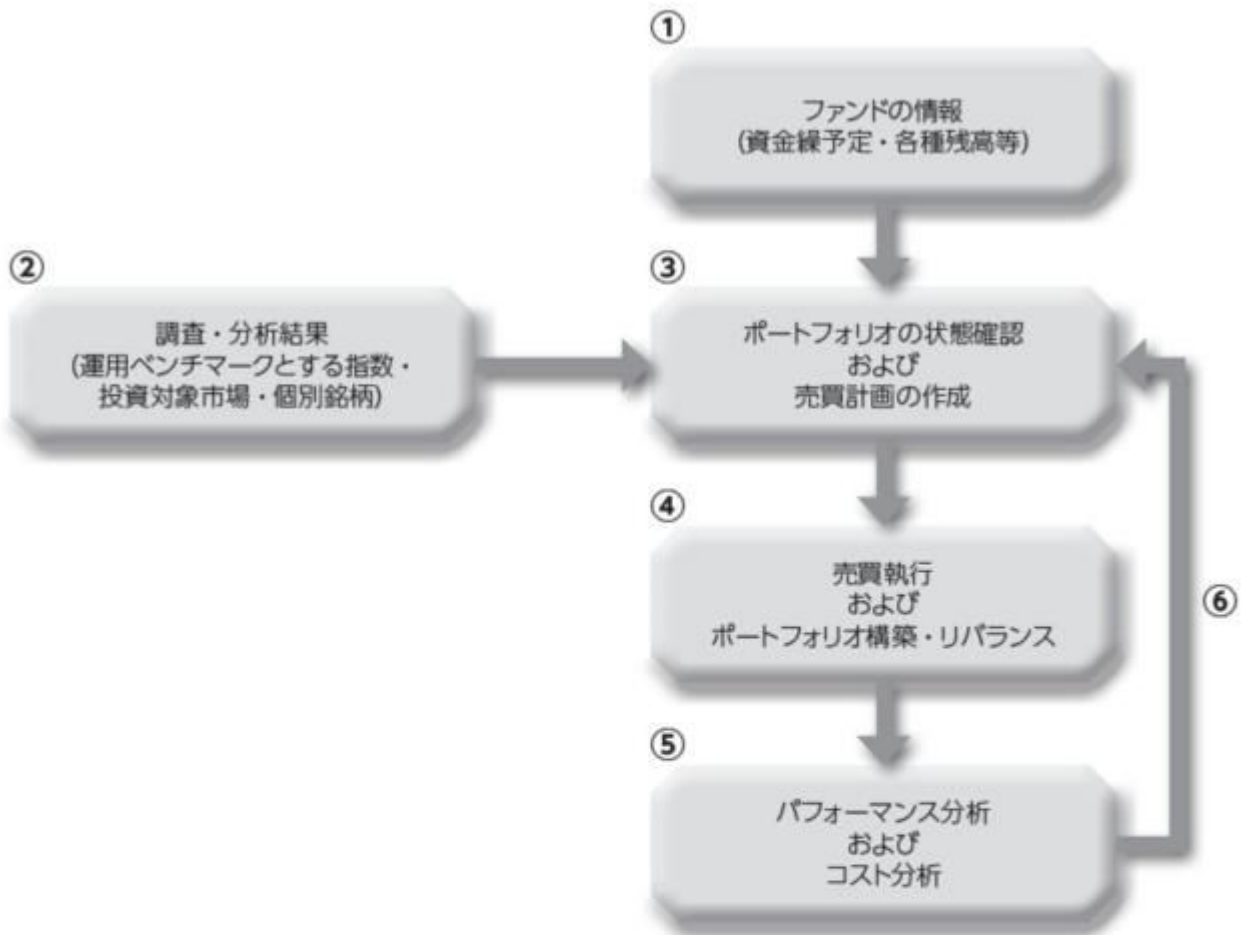 ①
ファンドの情報
(資金繰予定・各種残高等)
②
調査・分析結果
(運用ベンチマークとする指数・
投資対象市場・個別銘柄)
③
ポートフォリオの状態確認
および
売買計画の作成
④
売買執行
および
ポートフォリオ構築・リバランス
⑥
⑤
パフォーマンス分析
および
コスト分析